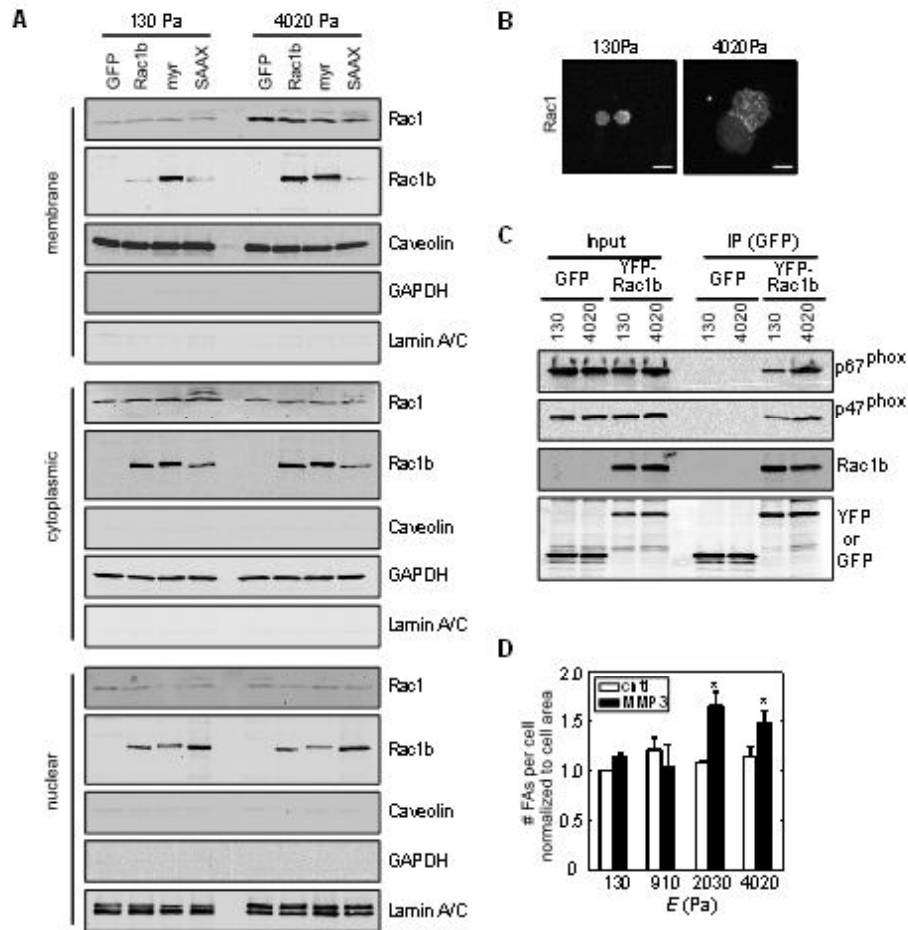 A
130 Pa
4020 Pa
GFP
Rac1b
myr
SAAX
GFP
Rac1b
myr
SAAX
membrane
Rac1
Rac1b
Caveolin
GAPDH
Lamin A/C
cytoplasmic
Rac1
Rac1b
Caveolin
GAPDH
Lamin A/C
nuclear
Rac1
Rac1b
Caveolin
GAPDH
Lamin A/C
B
130Pa
4020Pa
Rac1
C
Input
IP (GFP)
GFP
YFP-
Rac1b
GFP
YFP-
Rac1b
130
4020
130
4020
130
4020
130
4020
p67phox
p47phox
Rac1b
YFP
or
GFP
D
# FAs per cell
normalized to cell area
2.0
1.5
1.0
0.5
0
cntl
MMP3
*
*
130
910
2030
4020
E (Pa)